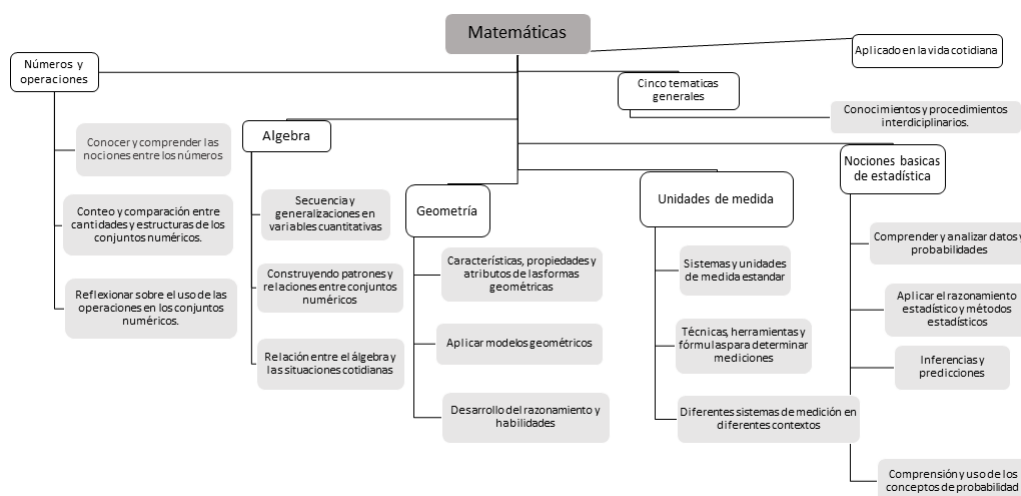 Matemáticas
Aplicado en la vida cotidiana
Números y
operaciones
Cinco tematicas
generales
Conocimientos y procedimientos
interdiciplinarios.
Conocer y comprender las
nociones entre los números
Conteo y comparación entre
cantidades y estructuras de los
conjuntos numéricos.
Reflexionar sobre el uso de las
operaciones en los conjuntos
numéricos.
Algebra
Secuencia y
generalizaciones en
variables cuantitativas
Construyendo patrones y
relaciones entre conjuntos
numéricos
Relación entre el álgebra y
las situaciones cotidianas
Geometría
Características, propiedades y
atributos de las formas
geométricas
Aplicar modelos geométricos
Desarrollo del razonamiento y
habilidades
Unidades de medida
Sistemas y unidades
de medida estandar
Técnicas, herramientas y
fórmulas para determinar
mediciones
Diferentes sistemas de medición en
diferentes contextos
Nociones basicas
de estadística
Comprender y analizar datos y
probabilidades
Aplicar el razonamiento
estadístico y métodos
estadísticos
Inferencias y
predicciones
Comprensión y uso de los
conceptos de probabilidad